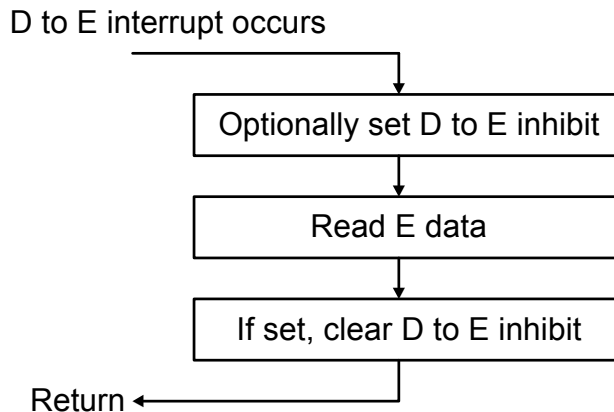 D to E interrupt occurs
Optionally set D to E inhibit
Read E data
If set, clear D to E inhibit
Return